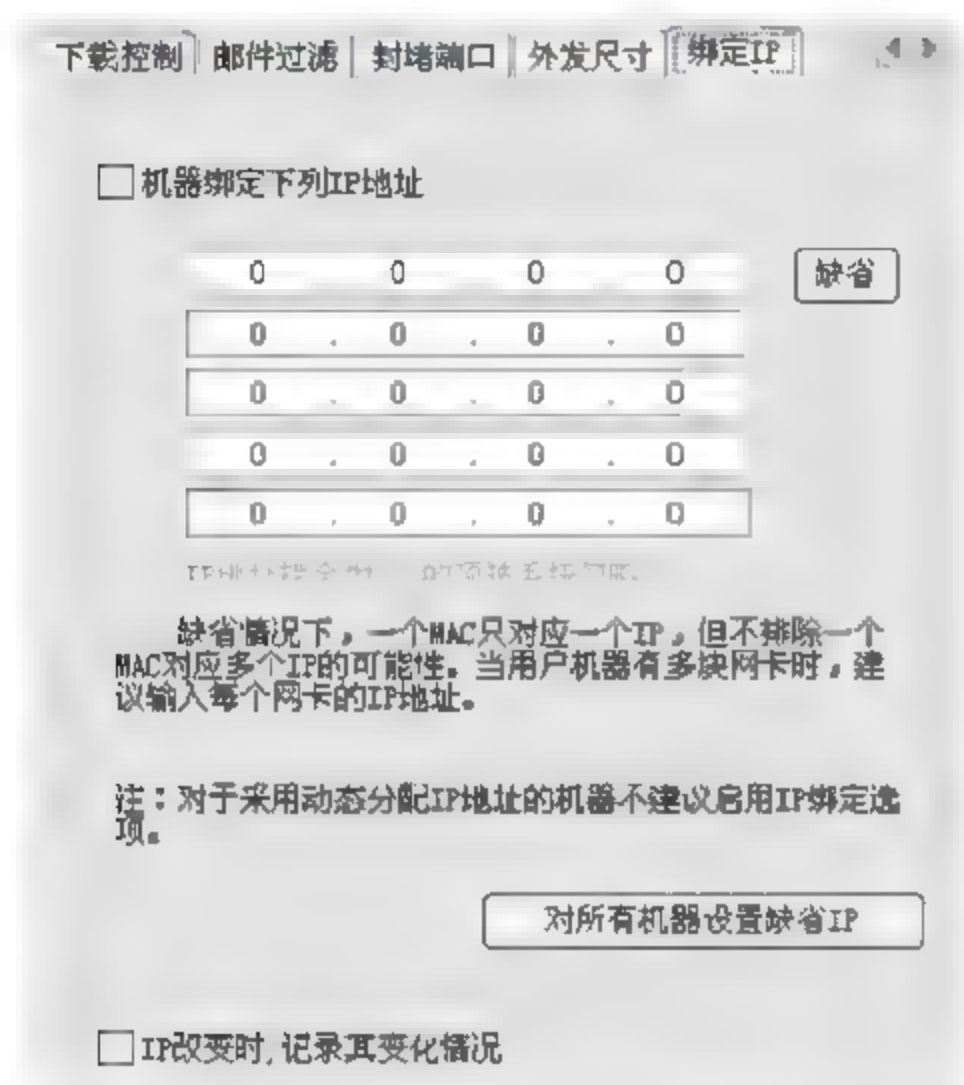 下载控制 邮件过滤 封堵端口 外发尺寸 绑定IP
机器绑定下列IP地址
0 0 0 0 缺省
0 . 0 . 0 . 0
0 . 0 . 0 . 0
0 . 0 . 0 . 0
0 . 0 . 0 . 0
缺省情况下，一个MAC只对应一个IP，但不排除一个
MAC对应多个IP的可能性。当用户机器有多块网卡时，建
议输入每个网卡的IP地址。
注：对于采用动态分配IP地址的机器不建议启用IP绑定选
项。
对所有机器设置缺省IP
IP改变时,记录其变化情况